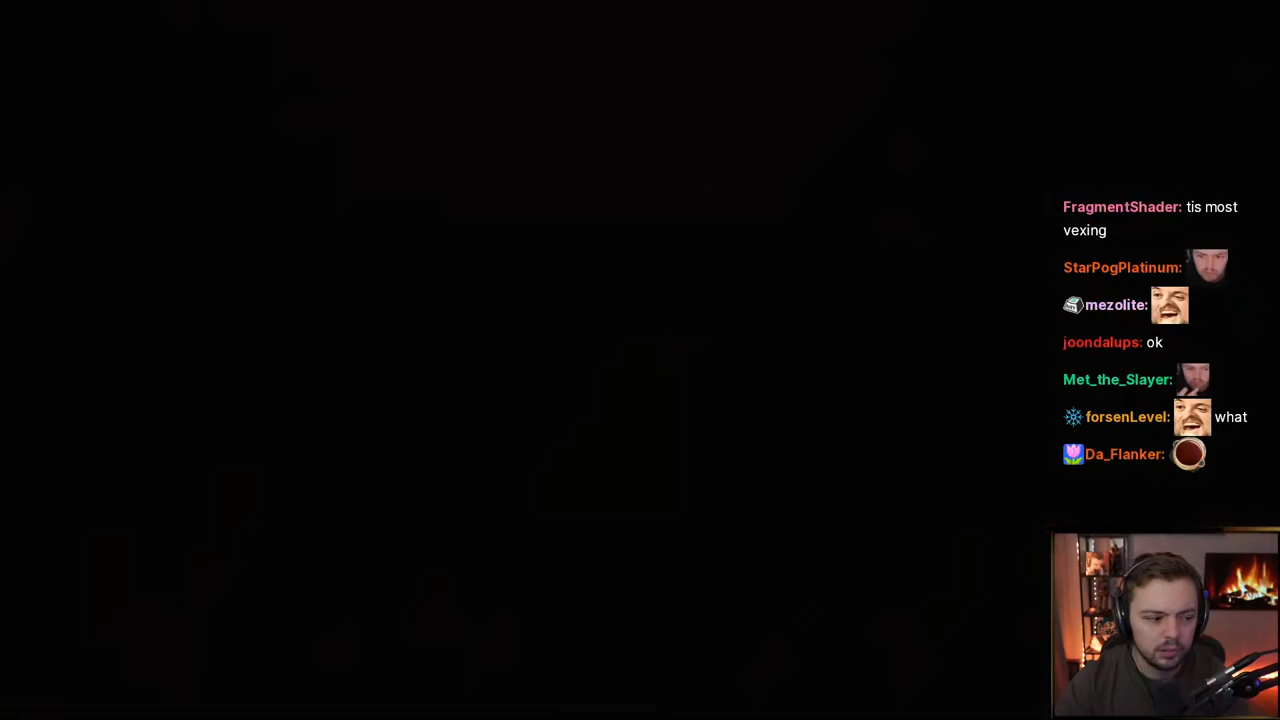 FragmentShader: tis most
vexing
StarPogPlatinum:
mezolite:
joondalups: ok
Met_the_Slayer:
forsenLevel: what
Da_Flanker: